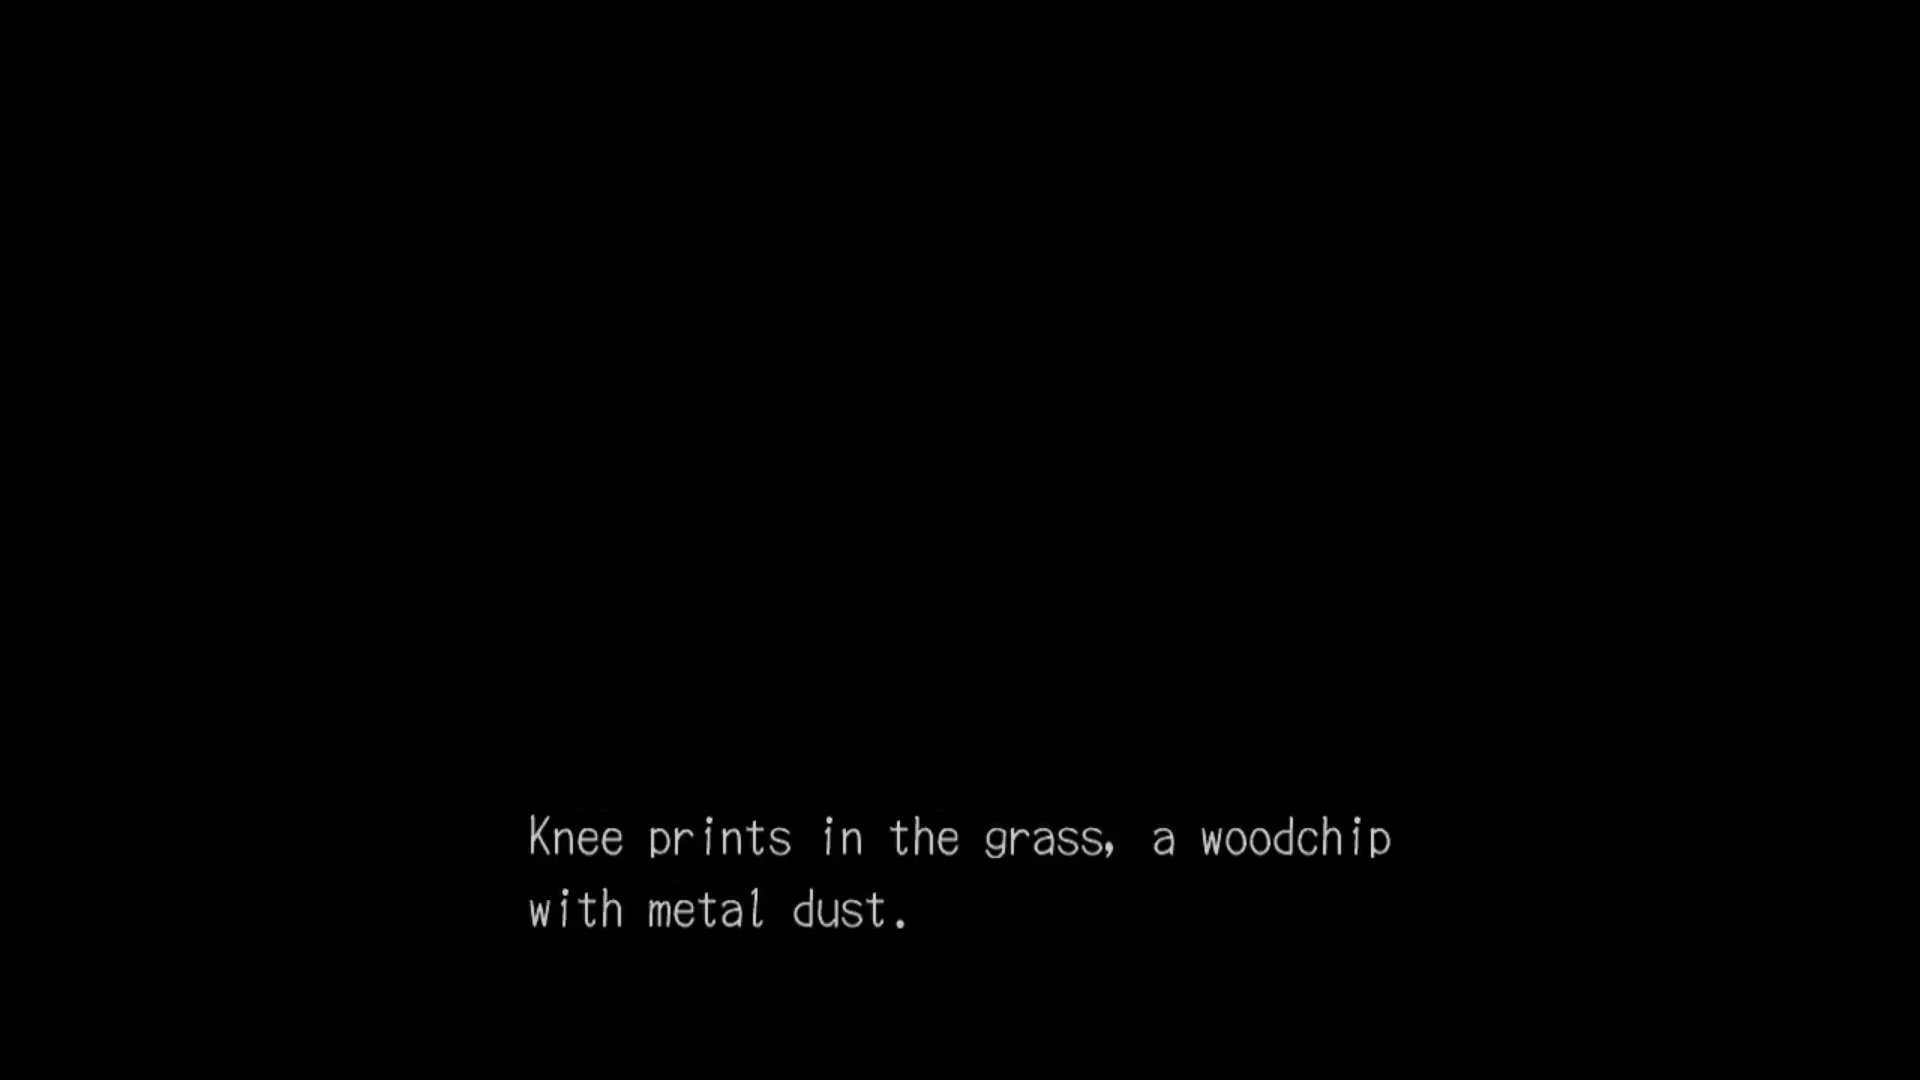 Knee prints in the grass, a woodchip
with metal dust.